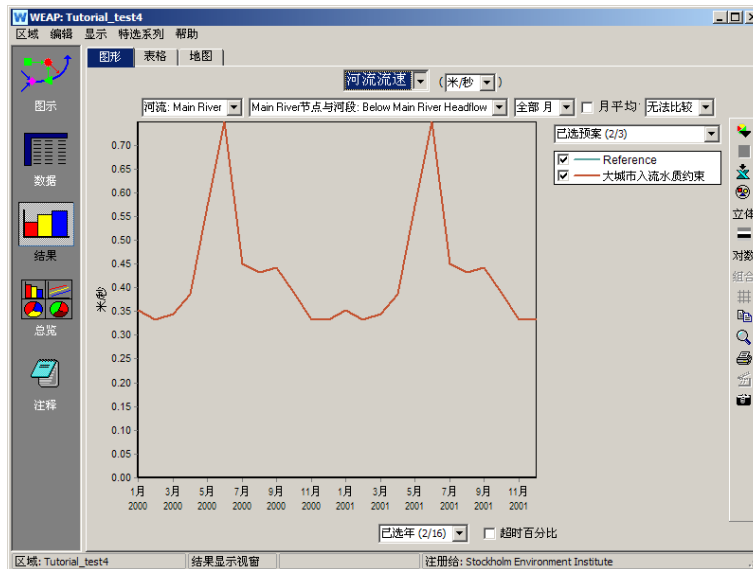 WEAP: Tutorial_test4
区域 编辑 显示 特选系列 帮助
图形 表格 地图
图示
数据
结果
总览
注释
河流流速 (米/秒)
河流: Main River Main River节点与河段: Below Main River Headflow 全部 月 月平均 无法比较
已选预案 (2/3)
Reference
大城市入流水质约束
米/秒
0.70
0.65
0.60
0.55
0.50
0.45
0.40
0.35
0.30
0.25
0.20
0.15
0.10
0.05
0.00
1月 3月 5月 7月 9月 11月 1月 3月 5月 7月 9月 11月
2000 2000 2000 2000 2000 2000 2001 2001 2001 2001 2001 2001
已选年 (2/16) 超时百分比
立体
对数
组合
区域: Tutorial_test4 结果显示视窗 注册给: Stockholm Environment Institute